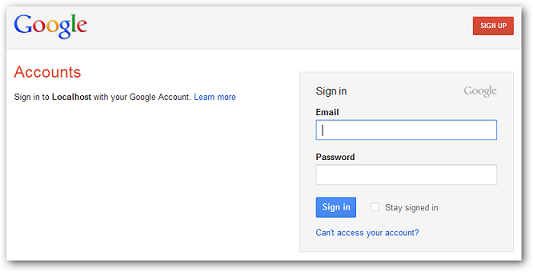 Google
SIGN UP
Accounts
Sign in to Localhost with your Google Account. Learn more
Sign in
Google
Email
Password
Sign in
Stay signed in
Can't access your account?